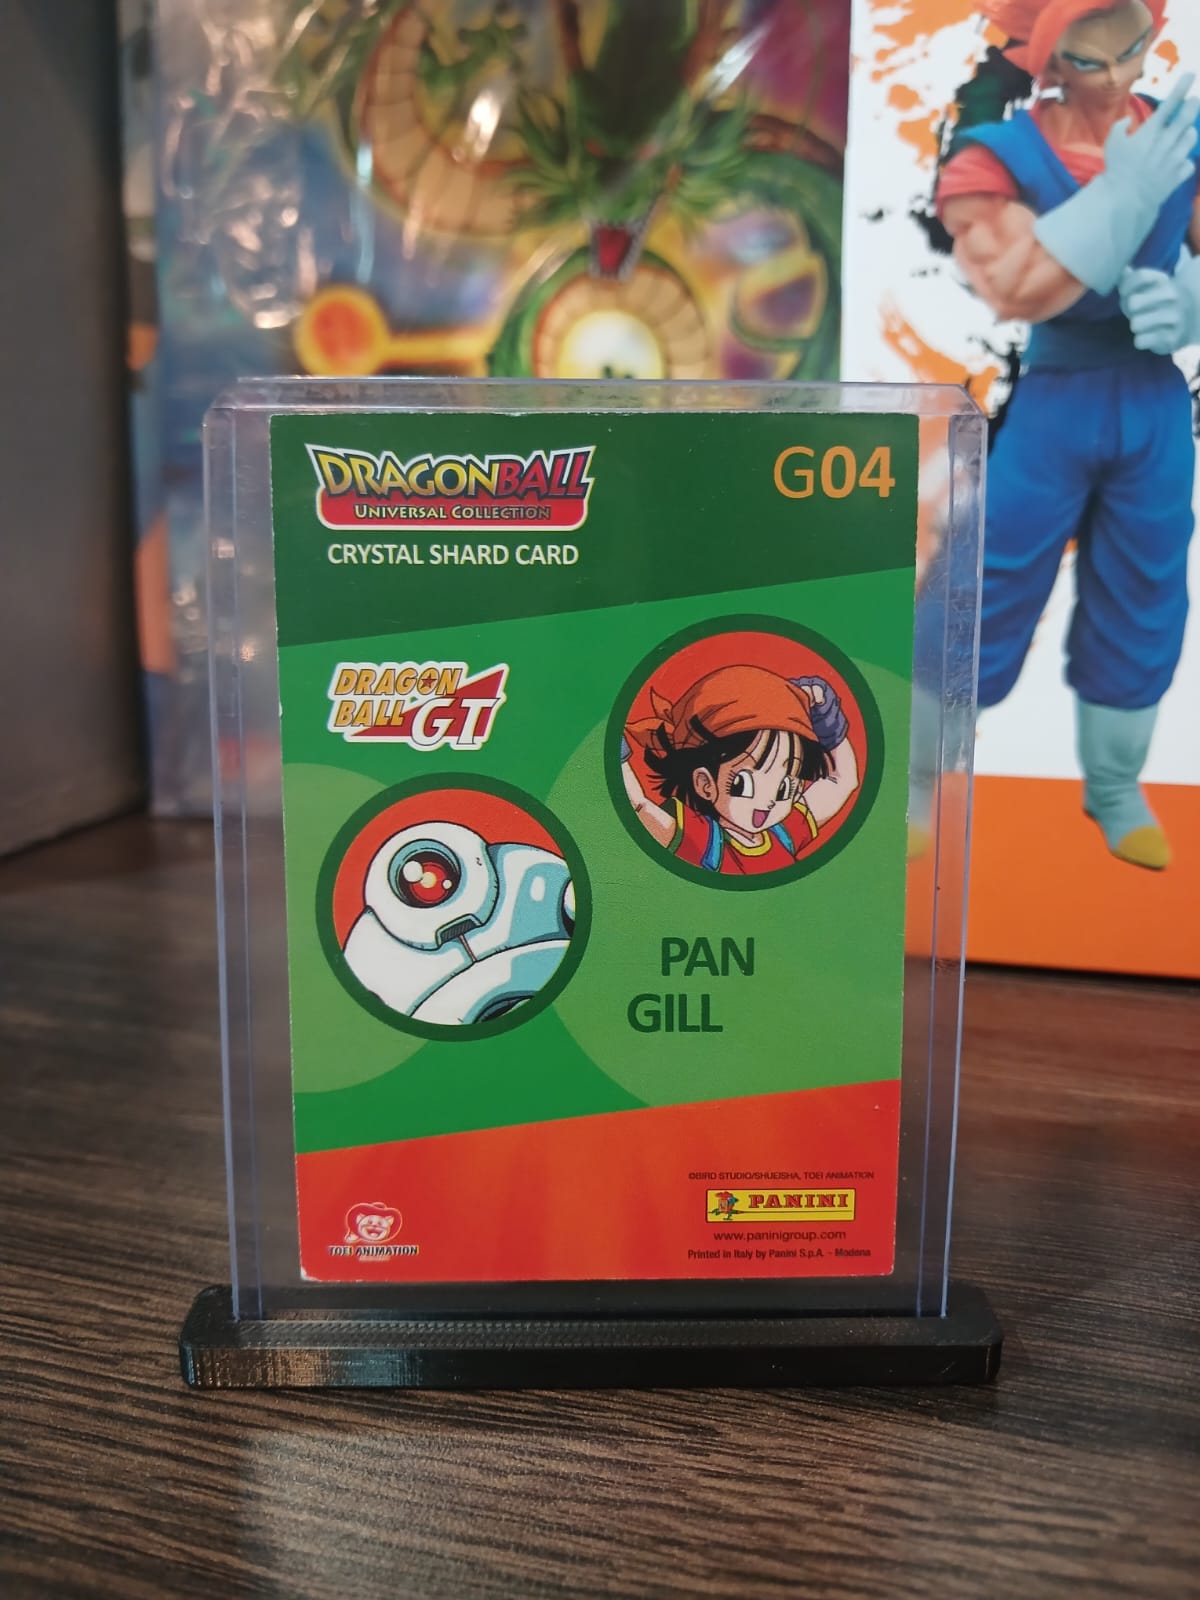 DRAGONBALL
UNIVERSAL COLLECTION
CRYSTAL SHARD CARD
G04
DRAGON
BALL GT
PAN
GILL
©BIRD STUDIO/SHUEISHA, TOEI ANIMATION
PANINI
www.paninigroup.com
Printed in Italy by Panini S.p.A. - Modena
TOEI ANIMATION